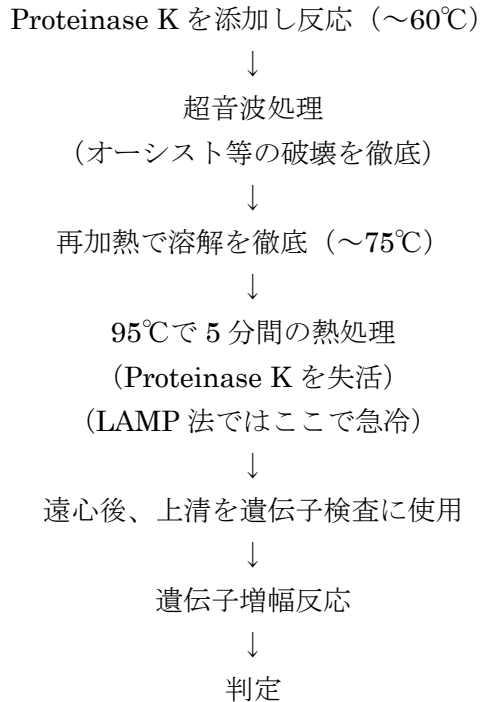 Proteinase K を添加し反応（～60℃）
↓
超音波処理
（オーシスト等の破壊を徹底）
↓
再加熱で溶解を徹底（～75℃）
↓
95℃で 5 分間の熱処理
（Proteinase K を失活）
（LAMP 法ではここで急冷）
↓
遠心後、上清を遺伝子検査に使用
↓
遺伝子増幅反応
↓
判定